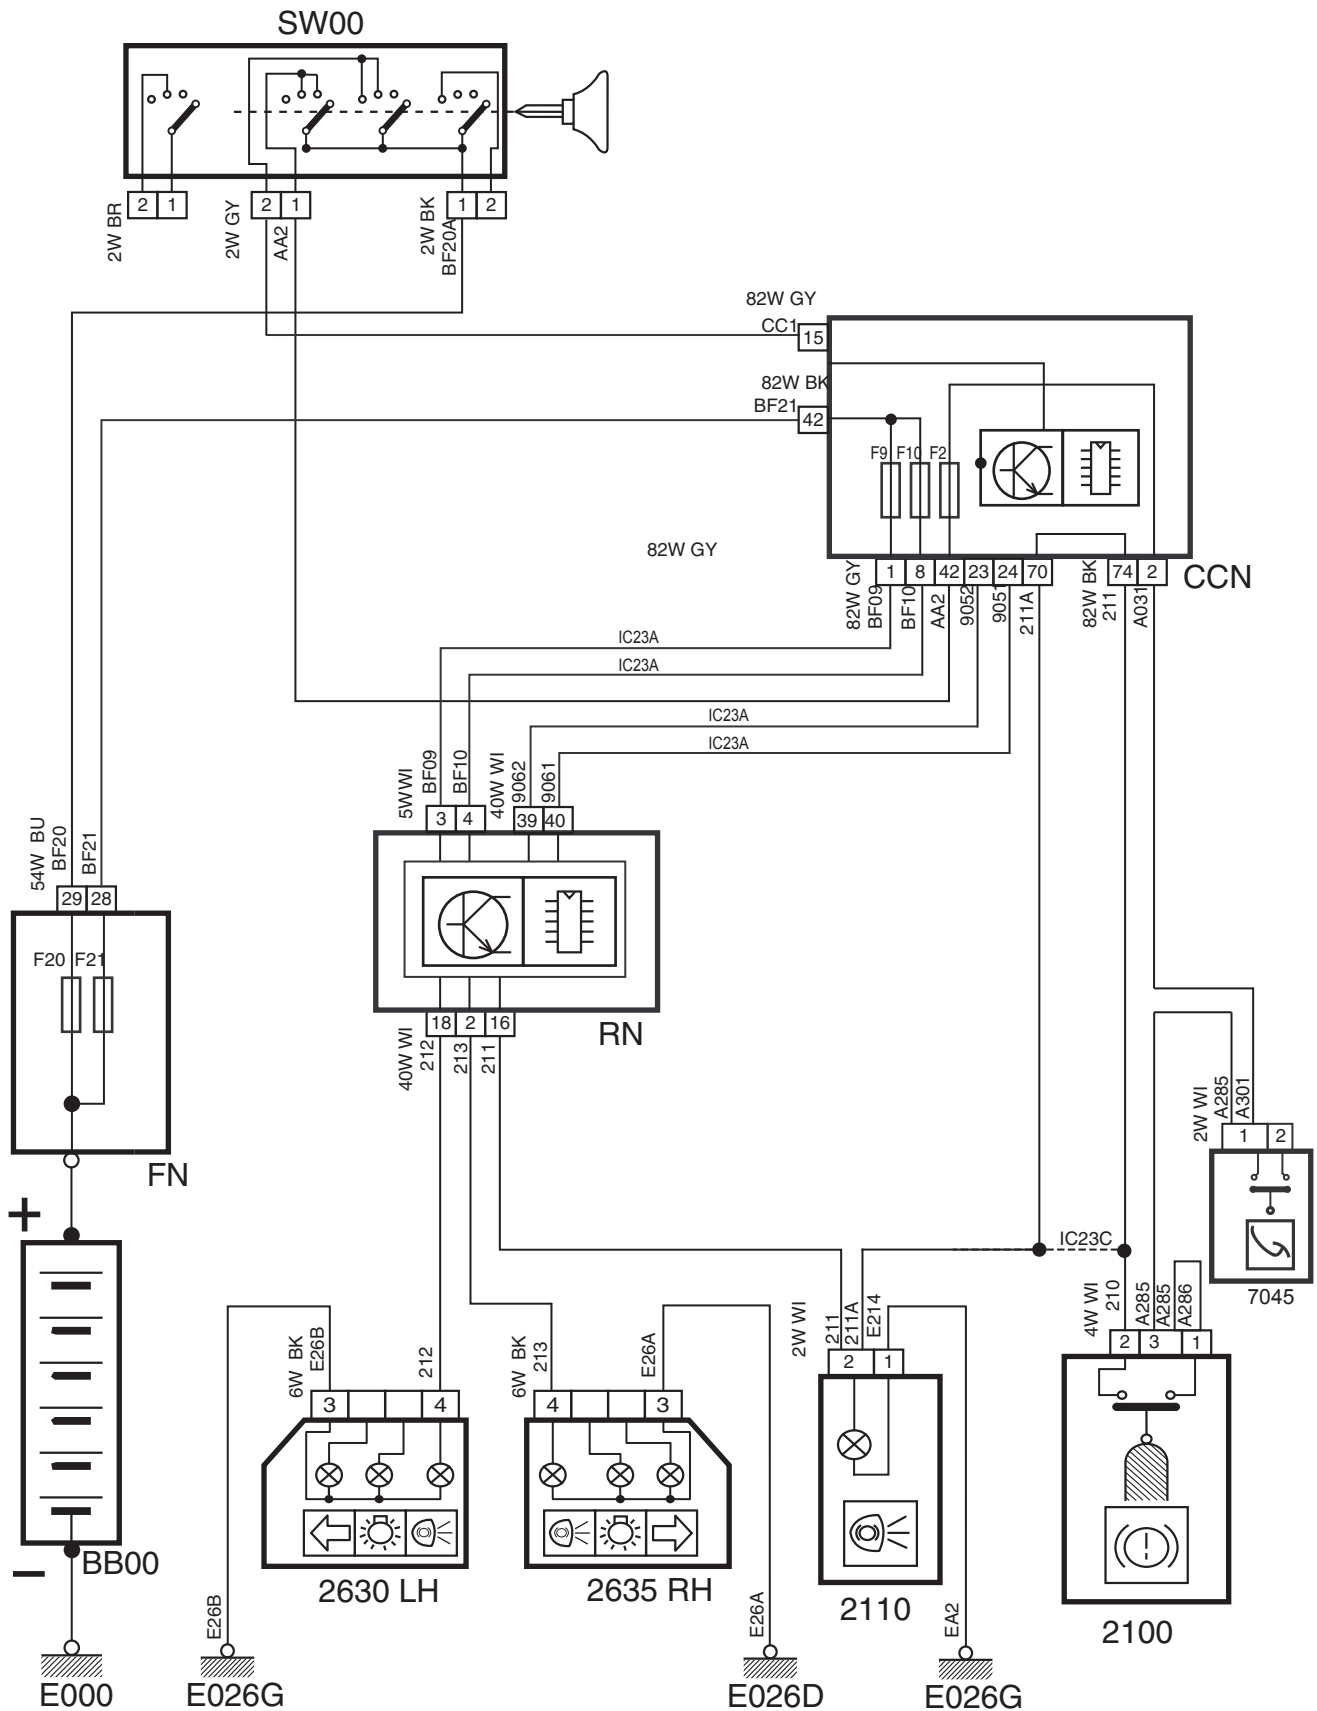 SW00
2 1 2 1 1 2
2W BR
2W GY
AA2
2W BK
BF20A
82W GY
CC1
15
82W BK
BF21
42
F9 F10 F2
82W GY
1 8 42 23 24 70 74 2
CCN
82W GY
BF09
BF10
AA2
9052
9051
211A
82W BK
211
A031
IC23A
IC23A
IC23A
IC23A
5WWI
BF09
BF10
40W WI
9062
9061
3 4 39 40
54W BU
BF20
BF21
29 28
F20 F21
FN
18 2 16
RN
40W WI
212
213
211
2W WI
A285
A301
1 2
7045
+
BB00
−
E000
IC23C
6W BK
E26B
212
3 4
2630 LH
E26B
E026G
6W BK
213
E26A
4 3
2635 RH
E26A
E026D
2W WI
211
211A
E214
2 1
2110
EA2
E026G
4W WI
210
A285
A285
A286
2 3 1
2100